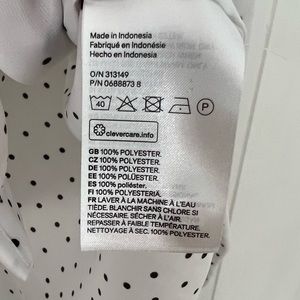 Made in Indonesia
Fabriqué en Indonésie
Hecho en Indonesia
O/N 313149
P/N 0688873 8
40 P
clevercare.info
GB 100% POLYESTER.
CZ 100% POLYESTER.
DE 100% POLYESTER.
EE 100% POLÜESTER.
ES 100% POLIÉSTER.
FI 100% POLYESTERIA.
FR LAVER A LA MACHINE À L'EAU
TIÈDE. BLANCHIR SANS CHLORE SI
NÉCESSAIRE. SÉCHER À L'AIR.
REPASSER À FAIBLE TEMPÉRATURE.
NETTOYAGE À SEC. 100% POLYESTER.